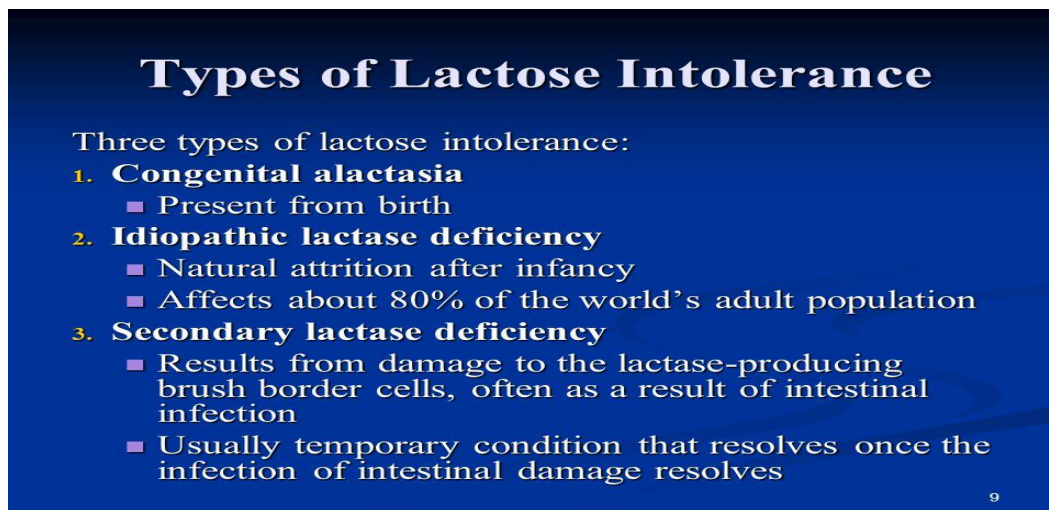 Types of Lactose Intolerance
Three types of lactose intolerance:
1. Congenital alactasia
■ Present from birth
2. Idiopathic lactase deficiency
■ Natural attrition after infancy
■ Affects about 80% of the world's adult population
3. Secondary lactase deficiency
■ Results from damage to the lactase-producing
brush border cells, often as a result of intestinal
infection
■ Usually temporary condition that resolves once the
infection of intestinal damage resolves
9